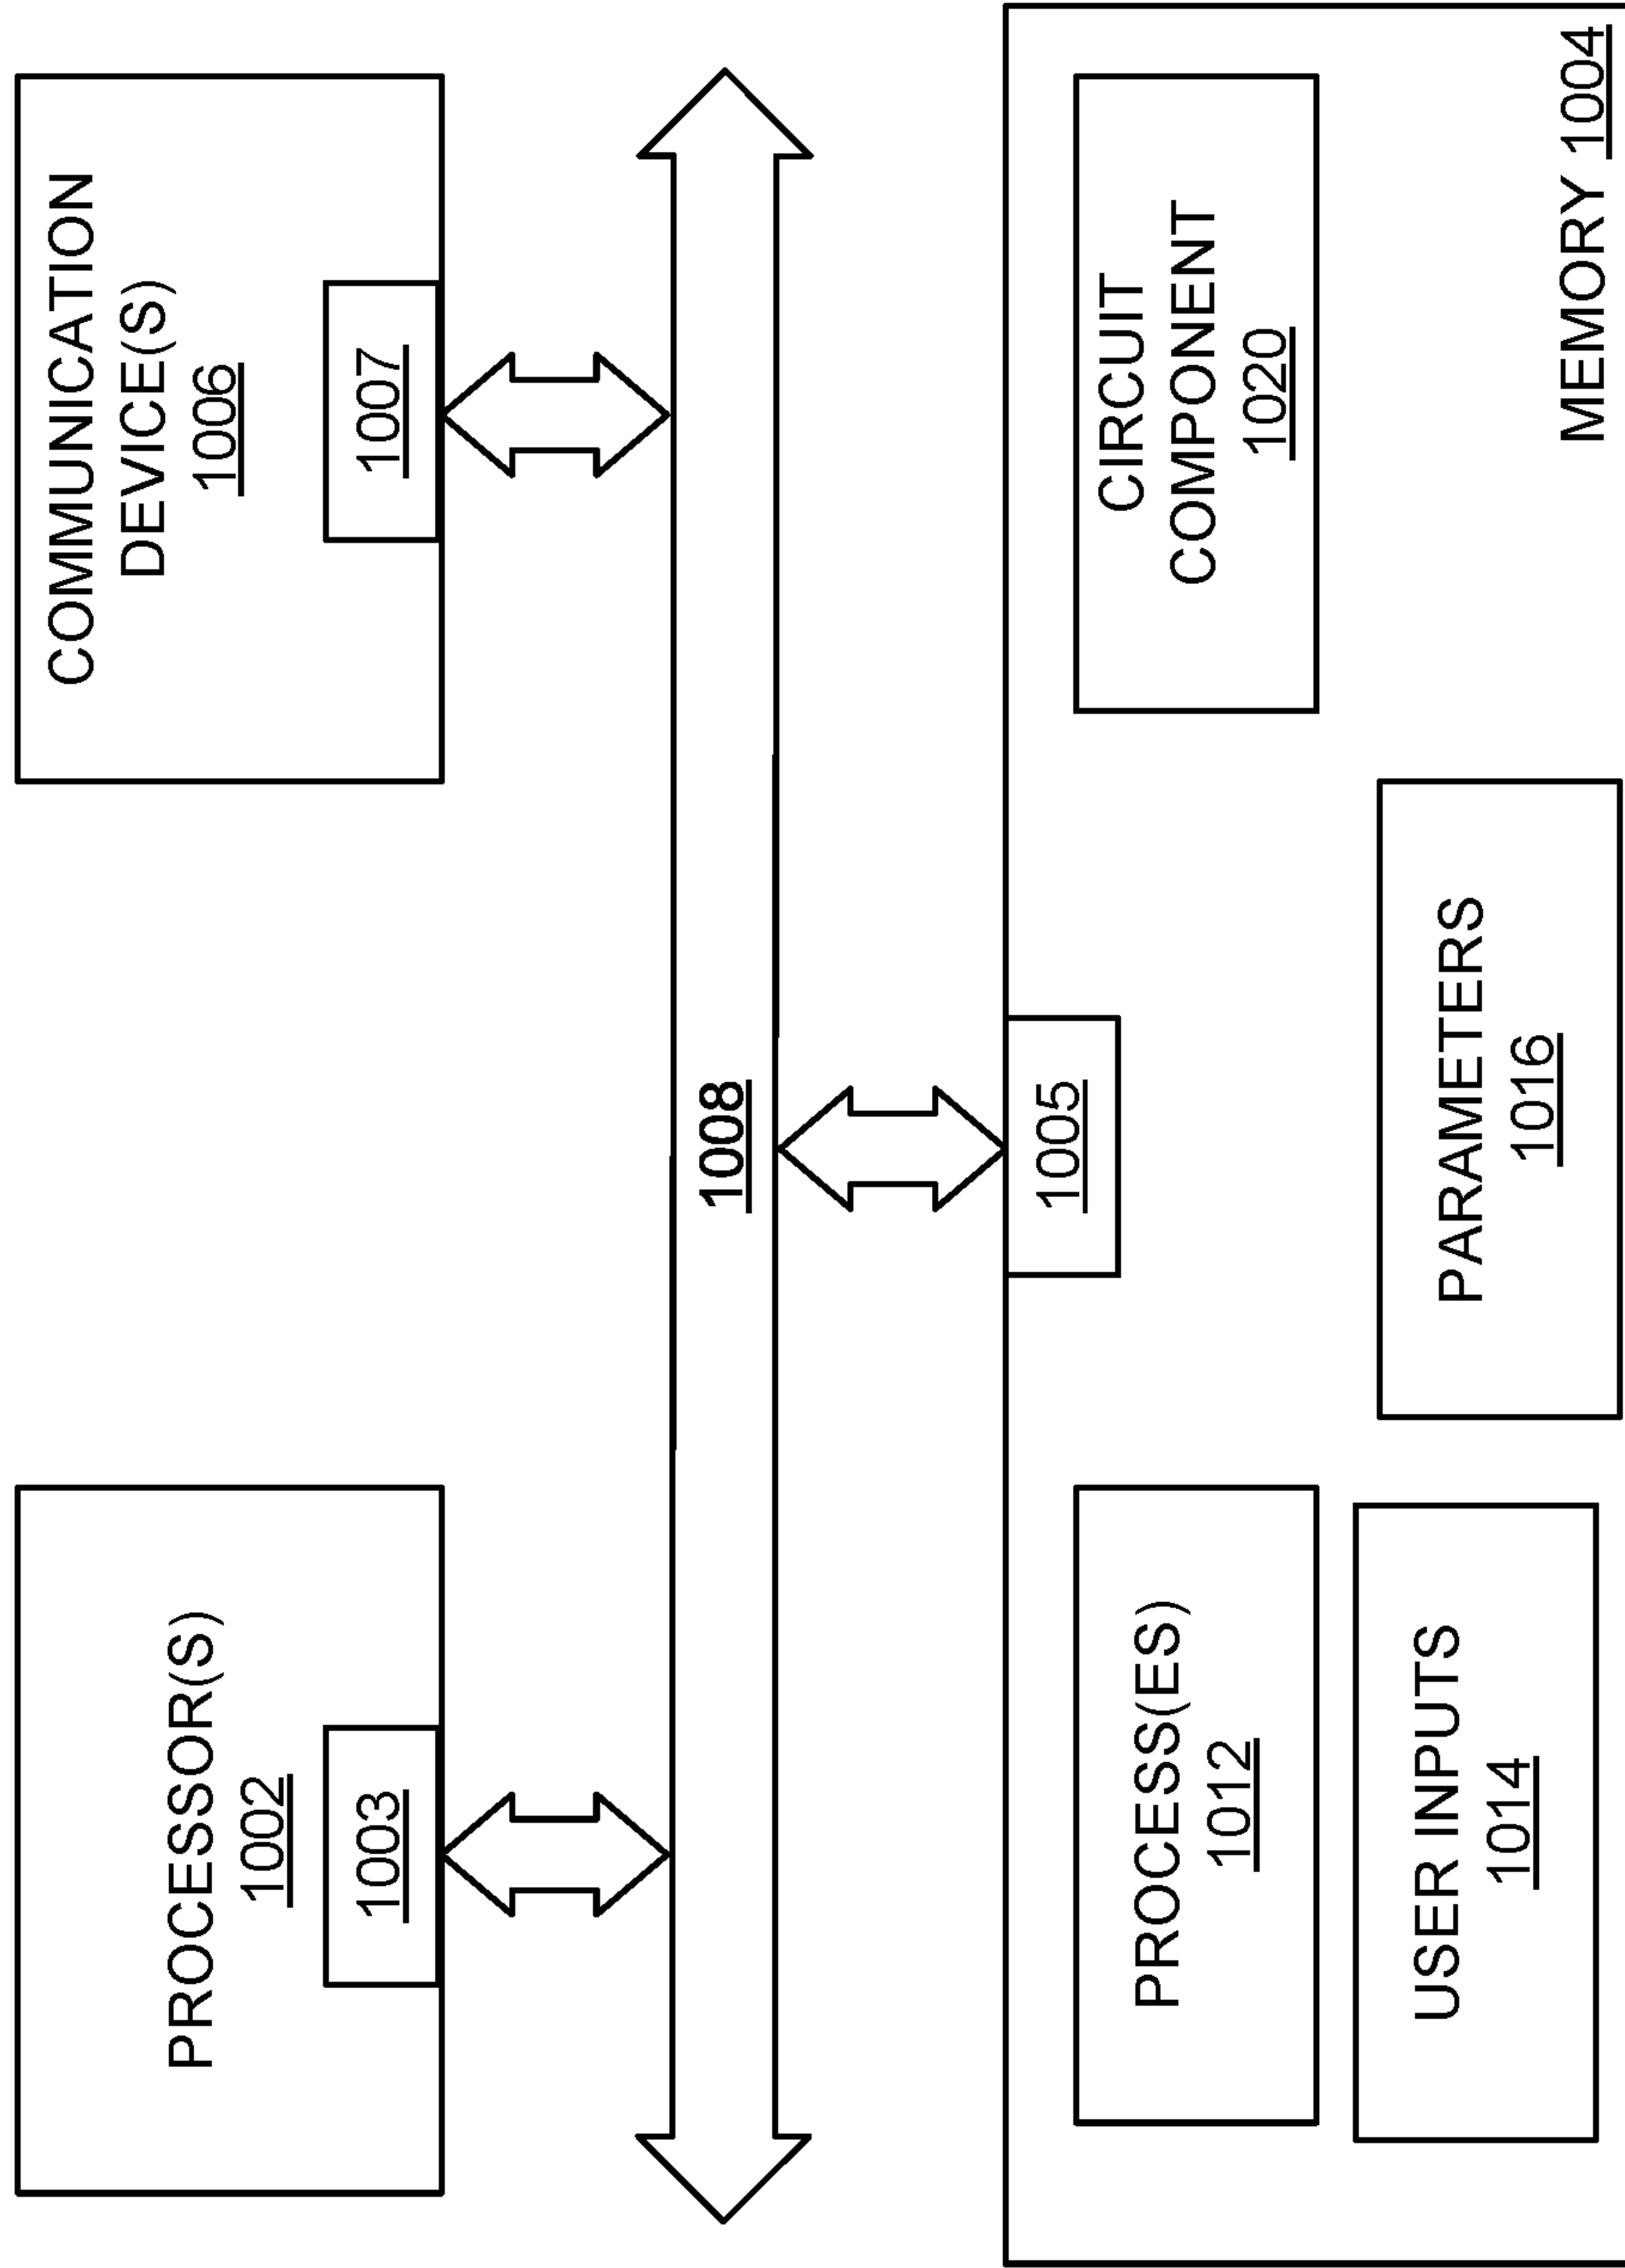 PROCESSOR(S)
1002
1003
COMMUNICATION
DEVICE(S)
1006
1007
1008
1005
PROCESS(ES)
1012
USER INPUTS
1014
PARAMETERS
1016
CIRCUIT
COMPONENT
1020
MEMORY 1004